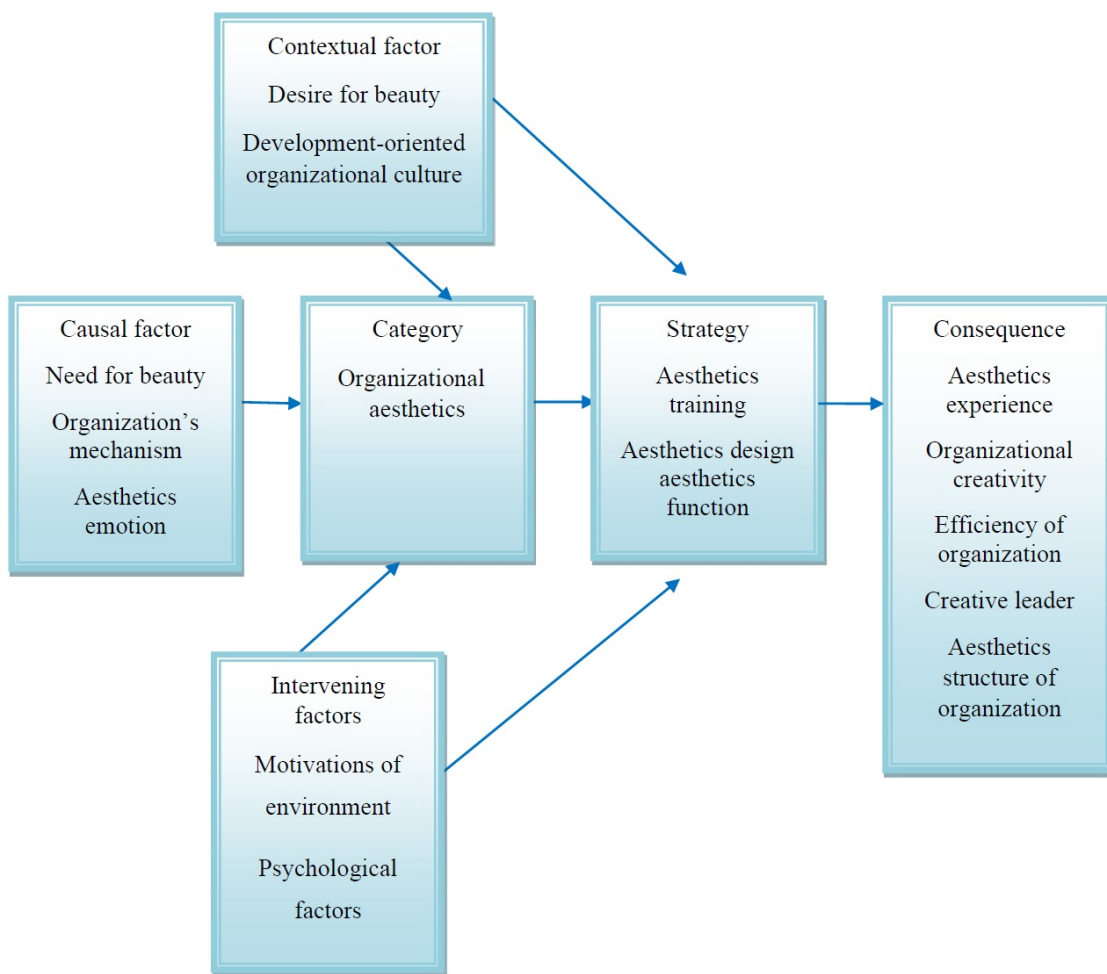 Contextual factor
Desire for beauty
Development-oriented
organizational culture
Causal factor
Need for beauty
Organization’s
mechanism
Aesthetics
emotion
Category
Organizational
aesthetics
Strategy
Aesthetics
training
Aesthetics design
aesthetics
function
Consequence
Aesthetics
experience
Organizational
creativity
Efficiency of
organization
Creative leader
Aesthetics
structure of
organization
Intervening
factors
Motivations of
environment
Psychological
factors